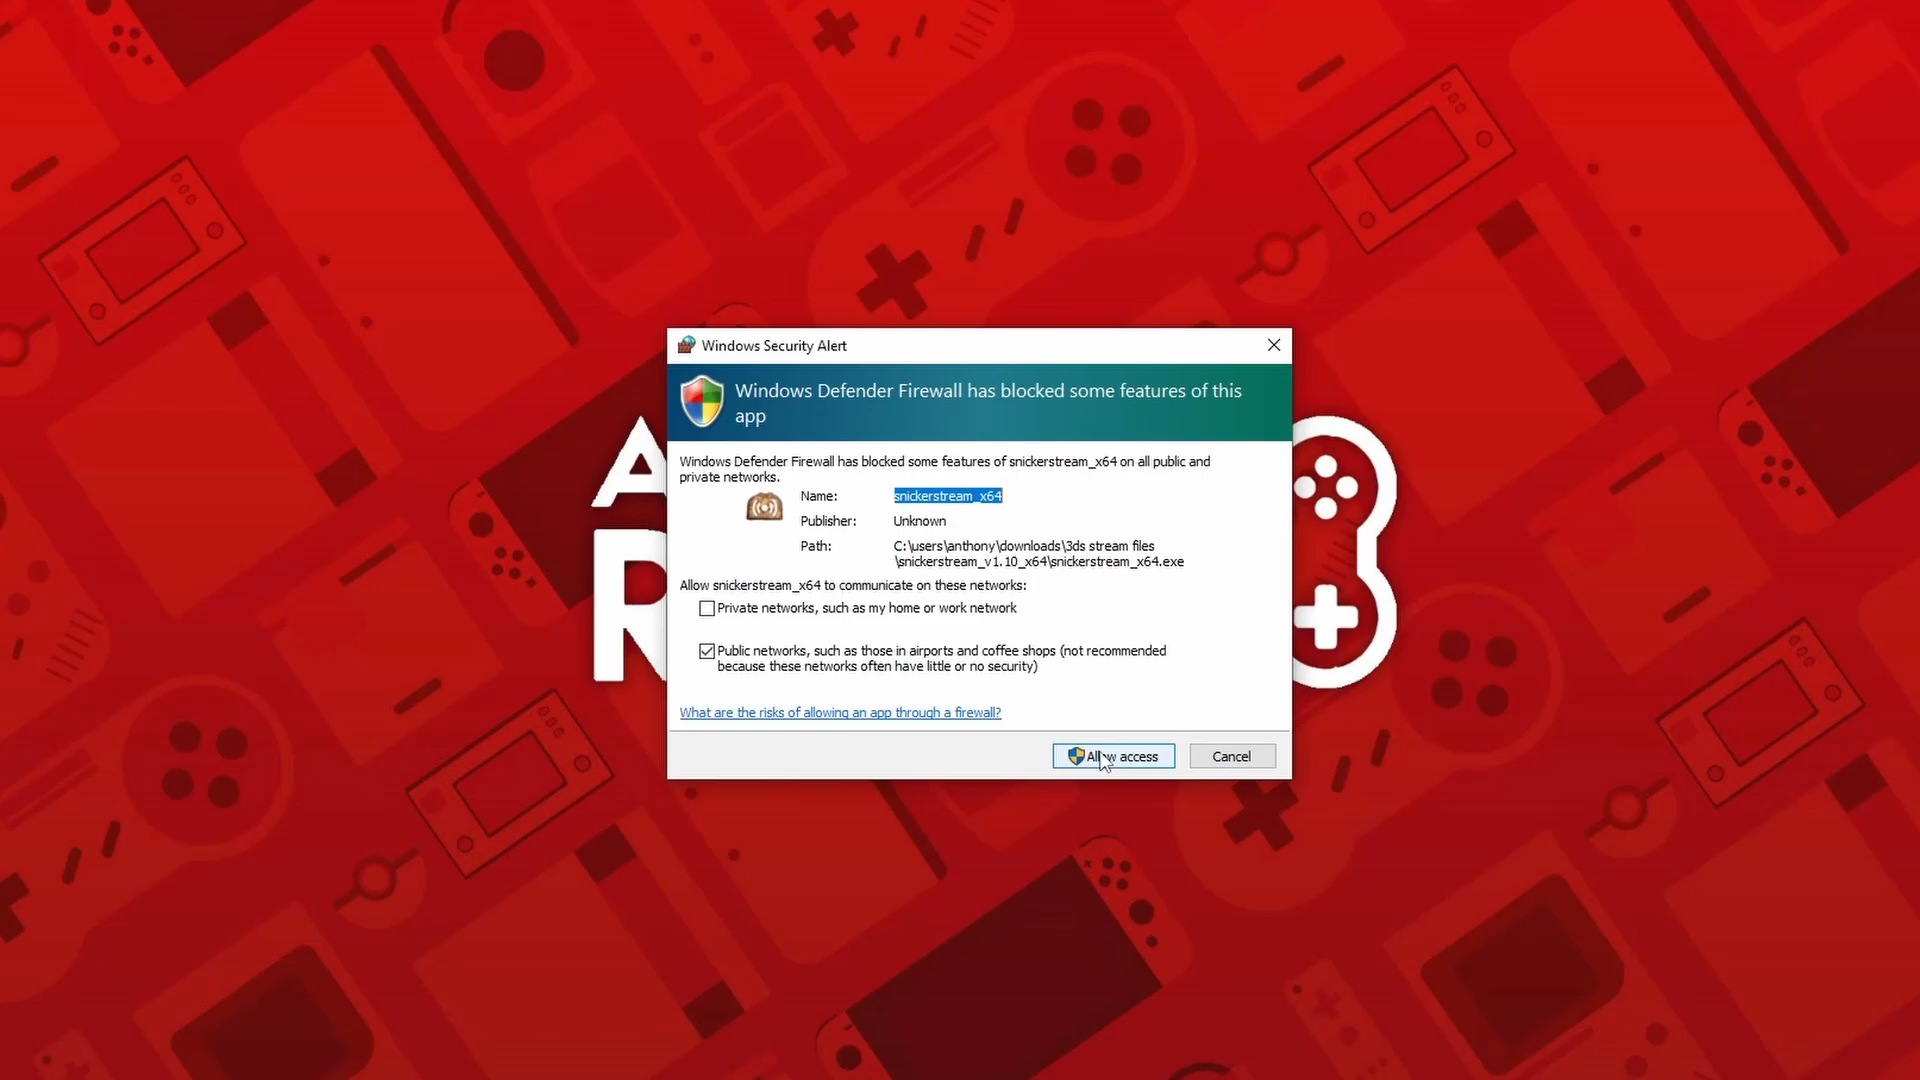 Windows Security Alert
Windows Defender Firewall has blocked some features of this
app
Windows Defender Firewall has blocked some features of snickerstream_x64 on all public and
private networks.
Name: snickerstream_x64
Publisher: Unknown
Path: C:\users\anthony\downloads\3ds stream files
\snickerstream_v1.10_x64\snickerstream_x64.exe
Allow snickerstream_x64 to communicate on these networks:
Private networks, such as my home or work network
Public networks, such as those in airports and coffee shops (not recommended
because these networks often have little or no security)
What are the risks of allowing an app through a firewall?
Allow access Cancel
A
R